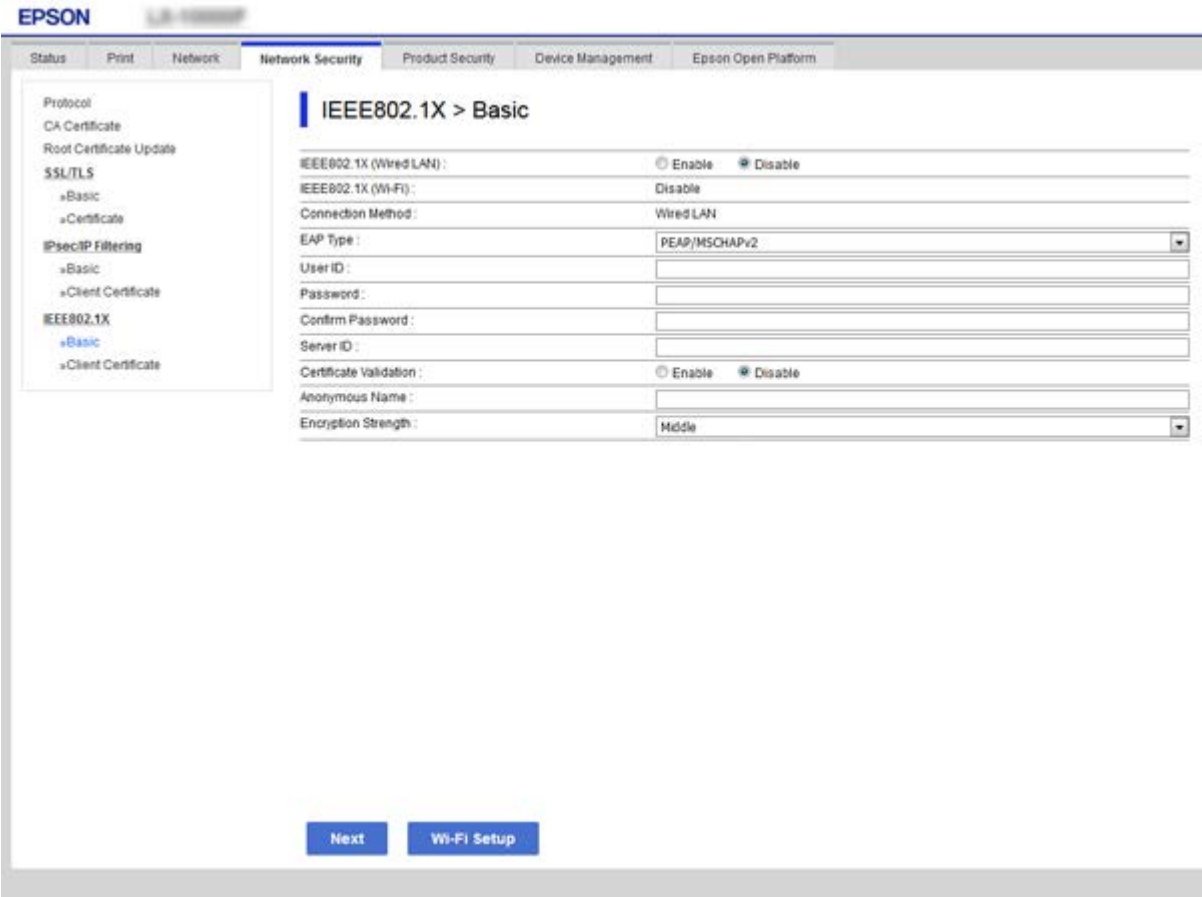 EPSON
Status Print Network Network Security Product Security Device Management Epson Open Platform
Protocol
CA Certificate
Root Certificate Update
SSL/TLS
»Basic
»Certificate
IPsec/IP Filtering
»Basic
»Client Certificate
IEEE802.1X
»Basic
»Client Certificate
IEEE802.1X > Basic
IEEE802.1X (Wired LAN) : Enable Disable
IEEE802.1X (Wi-Fi) : Disable
Connection Method : Wired LAN
EAP Type : PEAP/MSCHAPv2
User ID :
Password :
Confirm Password :
Server ID :
Certificate Validation : Enable Disable
Anonymous Name :
Encryption Strength : Middle
Next Wi-Fi Setup